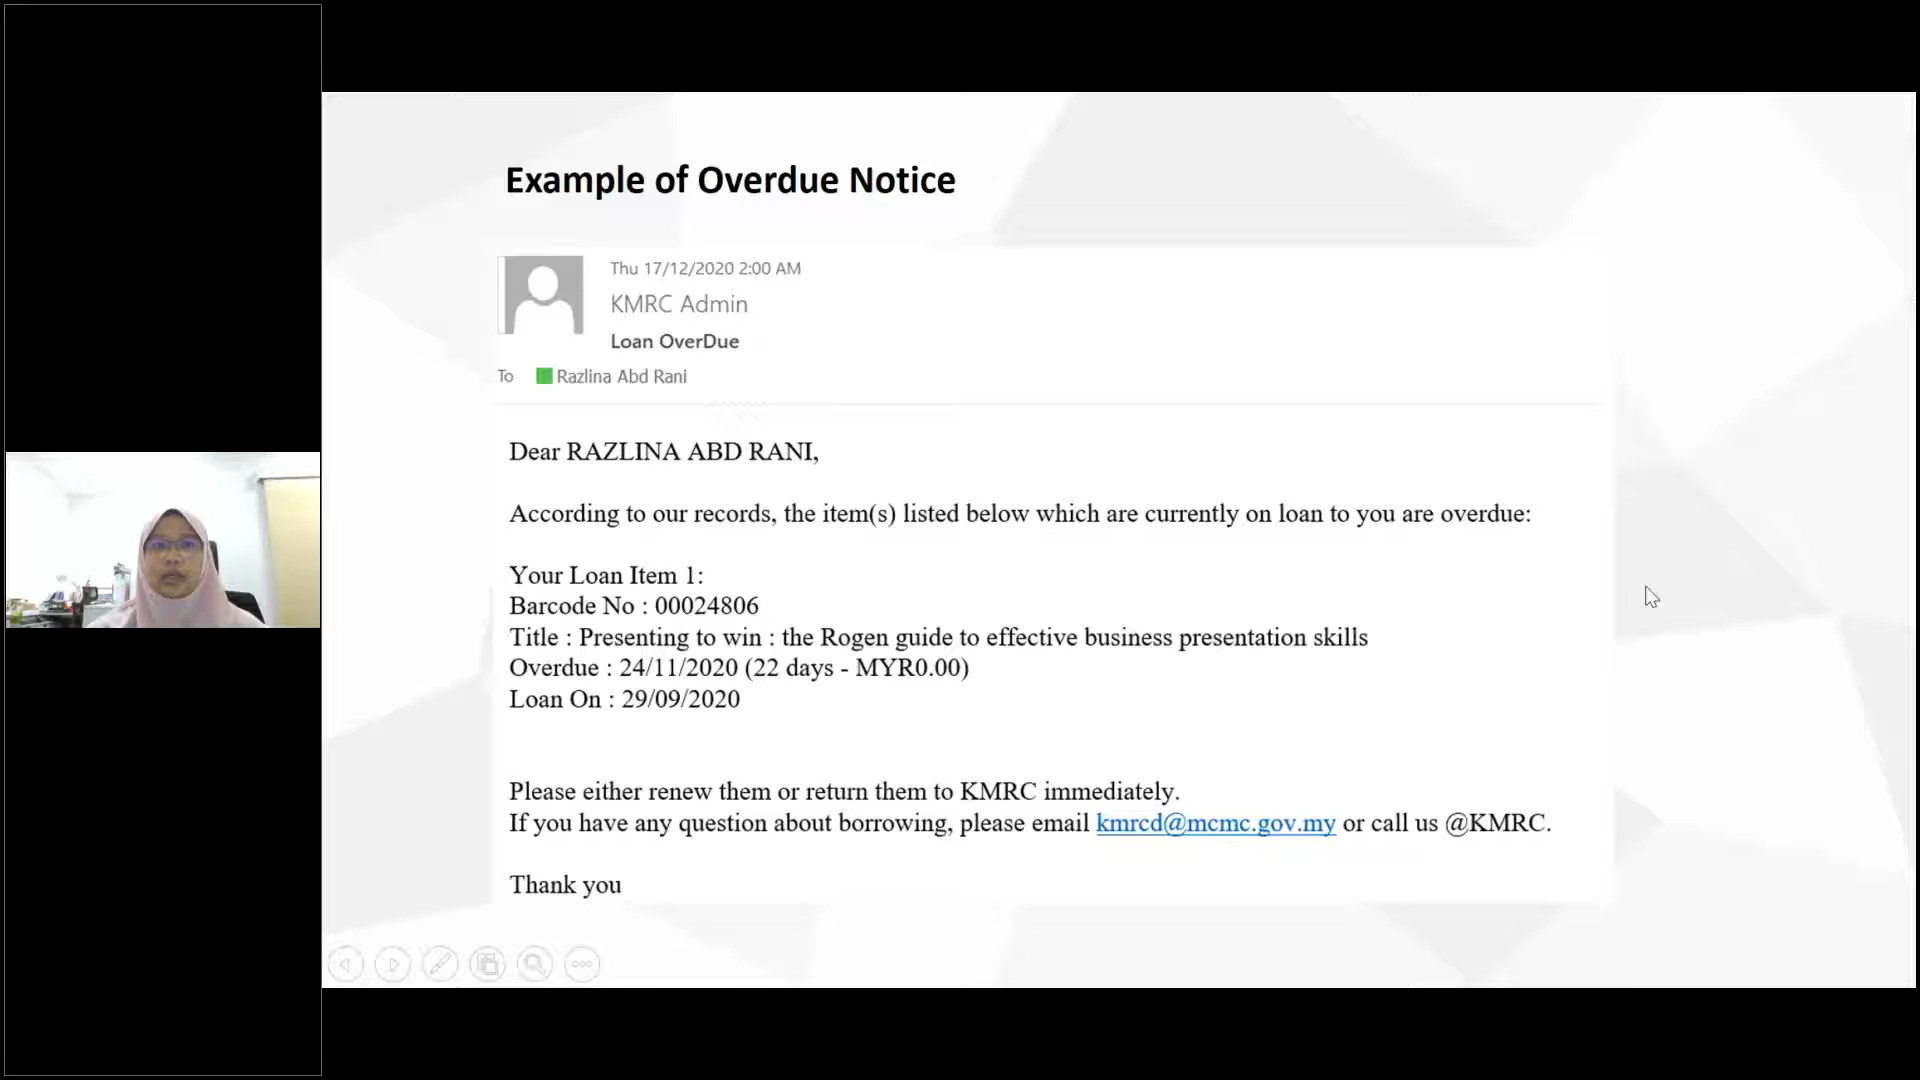 Example of Overdue Notice
Thu 17/12/2020 2:00 AM
KMRC Admin
Loan OverDue
To Razlina Abd Rani
Dear RAZLINA ABD RANI,
According to our records, the item(s) listed below which are currently on loan to you are overdue:
Your Loan Item 1:
Barcode No : 00024806
Title : Presenting to win : the Rogen guide to effective business presentation skills
Overdue : 24/11/2020 (22 days - MYR0.00)
Loan On : 29/09/2020
Please either renew them or return them to KMRC immediately.
If you have any question about borrowing, please email kmrcd@mcmc.gov.my or call us @KMRC.
Thank you